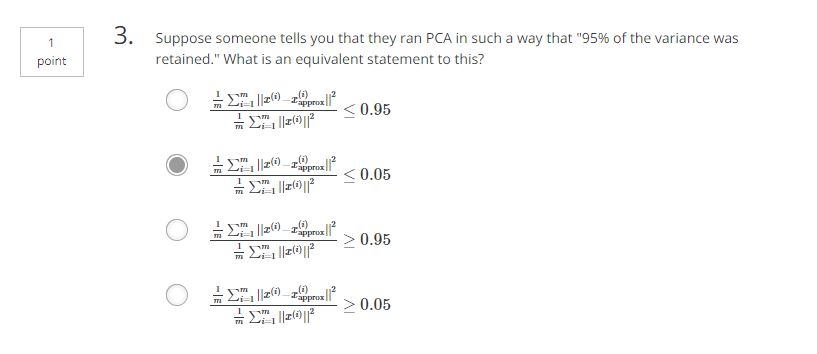 1
point
3. Suppose someone tells you that they ran PCA in such a way that "95% of the variance was
retained." What is an equivalent statement to this?
\frac{\frac{1}{m} \sum_{i=1}^{m} ||x^{(i)} - x_{\text{approx}}^{(i)}||^2}{\frac{1}{m} \sum_{i=1}^{m} ||x^{(i)}||^2} ≤ 0.95
\frac{\frac{1}{m} \sum_{i=1}^{m} ||x^{(i)} - x_{\text{approx}}^{(i)}||^2}{\frac{1}{m} \sum_{i=1}^{m} ||x^{(i)}||^2} ≤ 0.05
\frac{\frac{1}{m} \sum_{i=1}^{m} ||x^{(i)} - x_{\text{approx}}^{(i)}||^2}{\frac{1}{m} \sum_{i=1}^{m} ||x^{(i)}||^2} ≥ 0.95
\frac{\frac{1}{m} \sum_{i=1}^{m} ||x^{(i)} - x_{\text{approx}}^{(i)}||^2}{\frac{1}{m} \sum_{i=1}^{m} ||x^{(i)}||^2} ≥ 0.05